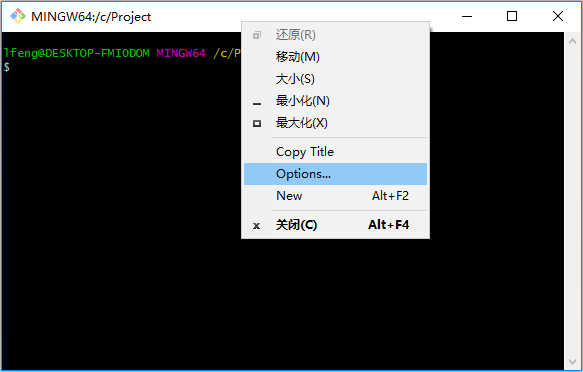 MINGW64:/c/Project
lfeng@DESKTOP-FMIODOM MINGW64 /c/P
$
还原(R)
移动(M)
大小(S)
最小化(N)
最大化(X)
Copy Title
Options...
New Alt+F2
关闭(C) Alt+F4